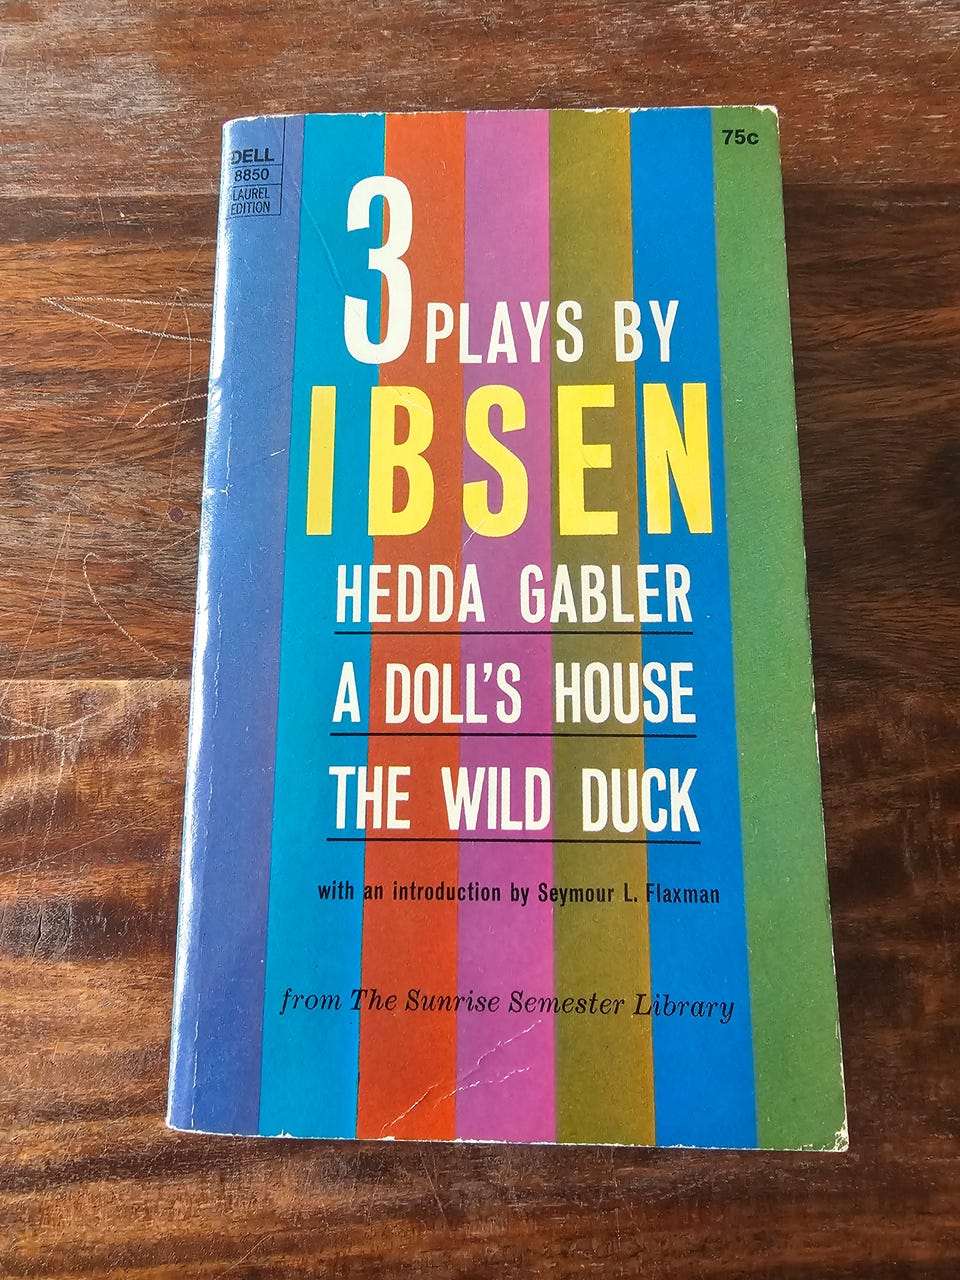 DELL
8850
LAUREL
EDITION
75c
3 PLAYS BY
IBSEN
HEDDA GABLER
A DOLL'S HOUSE
THE WILD DUCK
with an introduction by Seymour L. Flaxman
from The Sunrise Semester Library